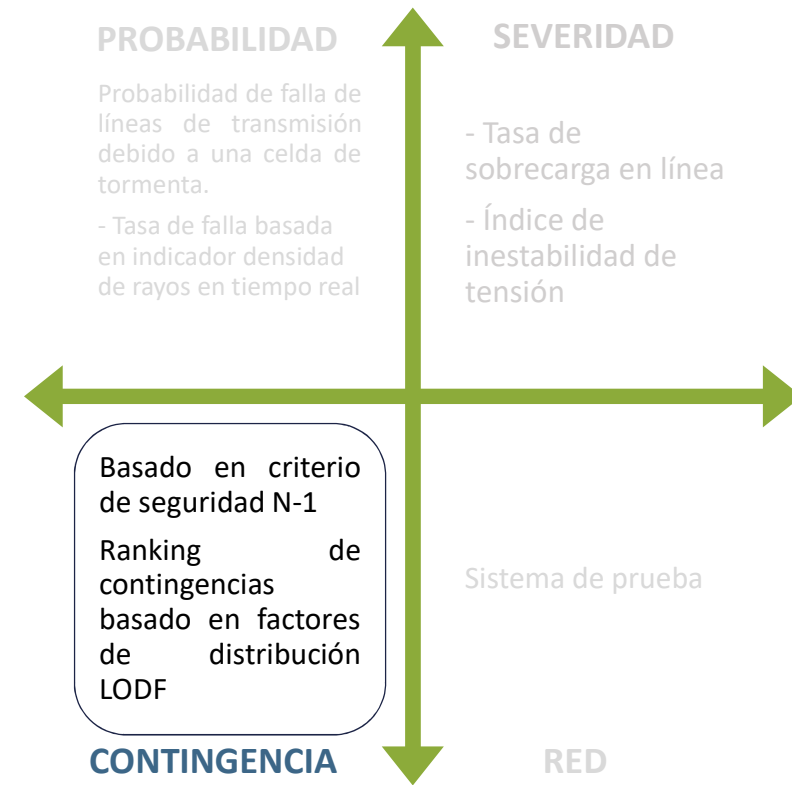 PROBABILIDAD
Probabilidad de falla de
líneas de transmisión
debido a una celda de
tormenta.
- Tasa de falla basada
en indicador densidad
de rayos en tiempo real
SEVERIDAD
- Tasa de
sobrecarga en línea
- Índice de
inestabilidad de
tensión
Basado en criterio
de seguridad N-1
Ranking de
contingencias
basado en factores
de distribución
LODF
CONTINGENCIA
Sistema de prueba
RED